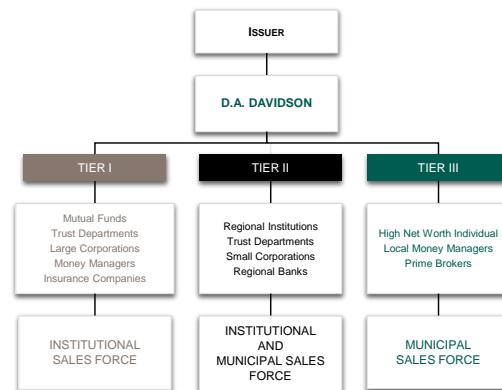 ISSUER
D.A. DAVIDSON
TIER I
TIER II
TIER III
Mutual Funds
Trust Departments
Large Corporations
Money Managers
Insurance Companies
Regional Institutions
Trust Departments
Small Corporations
Regional Banks
High Net Worth Individual
Local Money Managers
Prime Brokers
INSTITUTIONAL
SALES FORCE
INSTITUTIONAL
AND
MUNICIPAL SALES
FORCE
MUNICIPAL
SALES FORCE